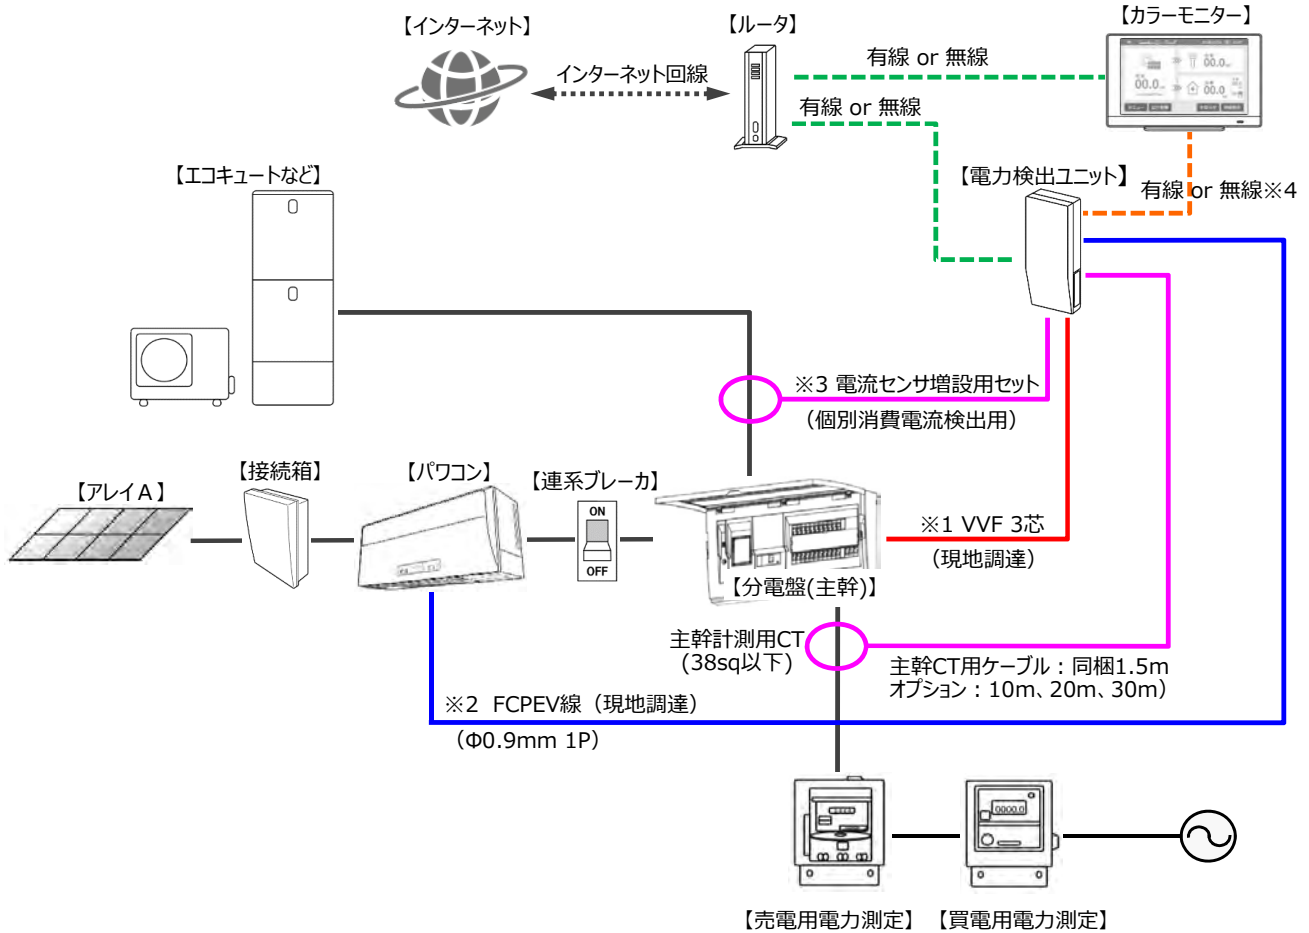 【インターネット】
【ルータ】
【カラーモニター】
有線 or 無線
インターネット回線
有線 or 無線
00.0
00.0
00.0
【エコキュートなど】
【電力検出ユニット】
有線 or 無線※4
※3 電流センサ増設用セット
（個別消費電流検出用）
【アレイA】
【接続箱】
【パワコン】
【連系ブレーカ】
ON
OFF
※1 VVF 3芯
（現地調達）
【分電盤(主幹)】
主幹計測用CT
(38sq以下)
主幹CT用ケーブル：同梱1.5m
オプション：10m、20m、30m）
※2 FCPEV線（現地調達）
（Φ0.9mm 1P）
0000.0
【売電用電力測定】
【買電用電力測定】